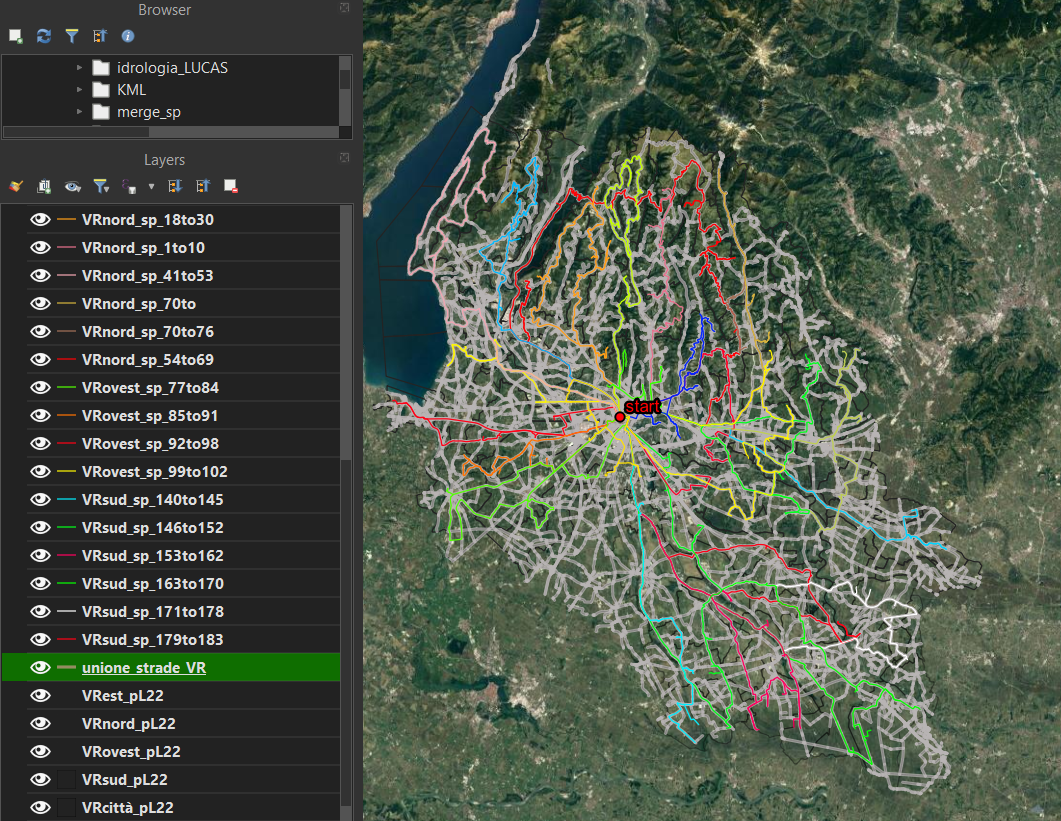 Browser
idrologia_LUCAS
KML
merge_sp
Layers
VRnord_sp_18to30
VRnord_sp_1to10
VRnord_sp_41to53
VRnord_sp_70to
VRnord_sp_70to76
VRnord_sp_54to69
VRovest_sp_77to84
VRovest_sp_85to91
VRovest_sp_92to98
VRovest_sp_99to102
VRsud_sp_140to145
VRsud_sp_146to152
VRsud_sp_153to162
VRsud_sp_163to170
VRsud_sp_171to178
VRsud_sp_179to183
unione_strade_VR
VRest_pL22
VRnord_pL22
VRovest_pL22
VRsud_pL22
VRcittà_pL22
start